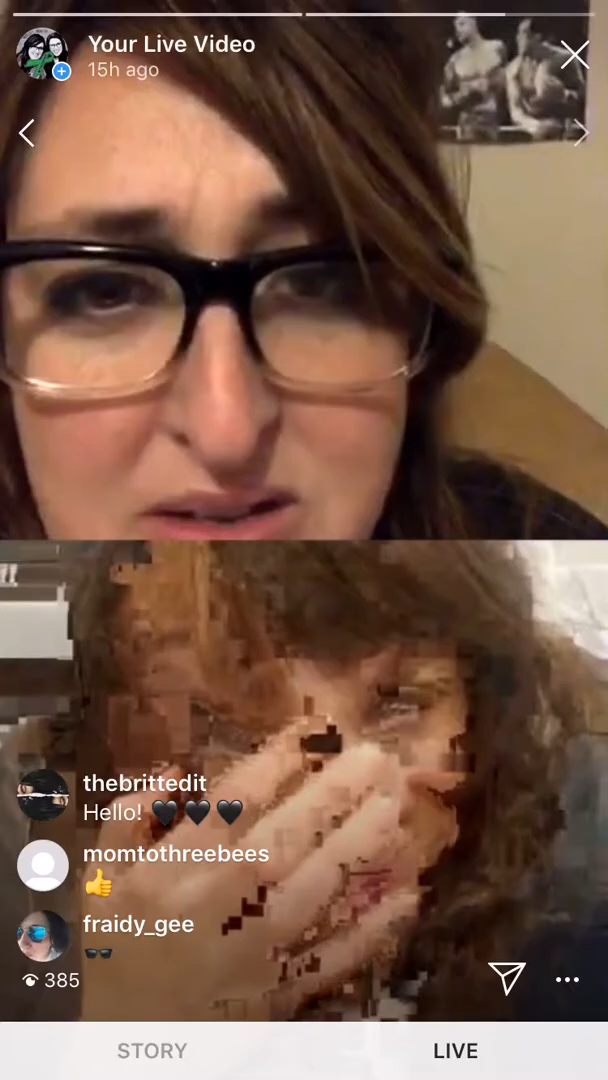 Your Live Video
15h ago
thebrittedit
Hello! 🖤 🖤 🖤
momtothreebees
👍
fraidy_gee
🕶️
385
STORY
LIVE